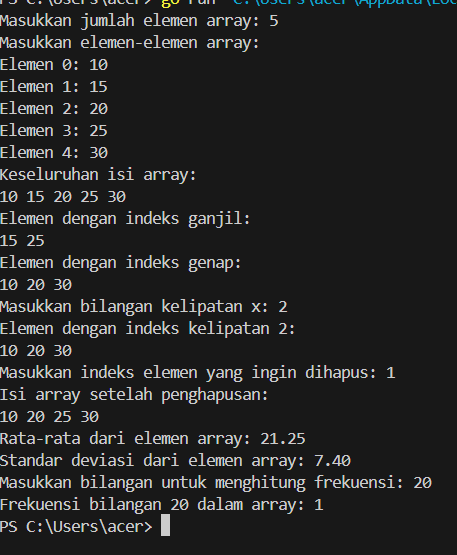 PS C:\Users\acer> go run "C:\Users\acer\AppData\Loc
Masukkan jumlah elemen array: 5
Masukkan elemen-elemen array:
Elemen 0: 10
Elemen 1: 15
Elemen 2: 20
Elemen 3: 25
Elemen 4: 30
Keseluruhan isi array:
10 15 20 25 30
Elemen dengan indeks ganjil:
15 25
Elemen dengan indeks genap:
10 20 30
Masukkan bilangan kelipatan x: 2
Elemen dengan indeks kelipatan 2:
10 20 30
Masukkan indeks elemen yang ingin dihapus: 1
Isi array setelah penghapusan:
10 20 25 30
Rata-rata dari elemen array: 21.25
Standar deviasi dari elemen array: 7.40
Masukkan bilangan untuk menghitung frekuensi: 20
Frekuensi bilangan 20 dalam array: 1
PS C:\Users\acer>